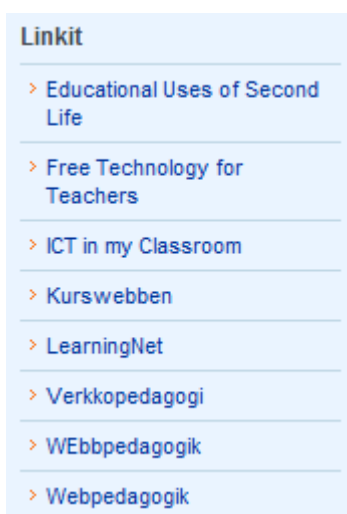 Linkit
Educational Uses of Second
Life
Free Technology for
Teachers
ICT in my Classroom
Kurswebben
LearningNet
Verkkopedagogi
WEbbpedagogik
Webpedagogik